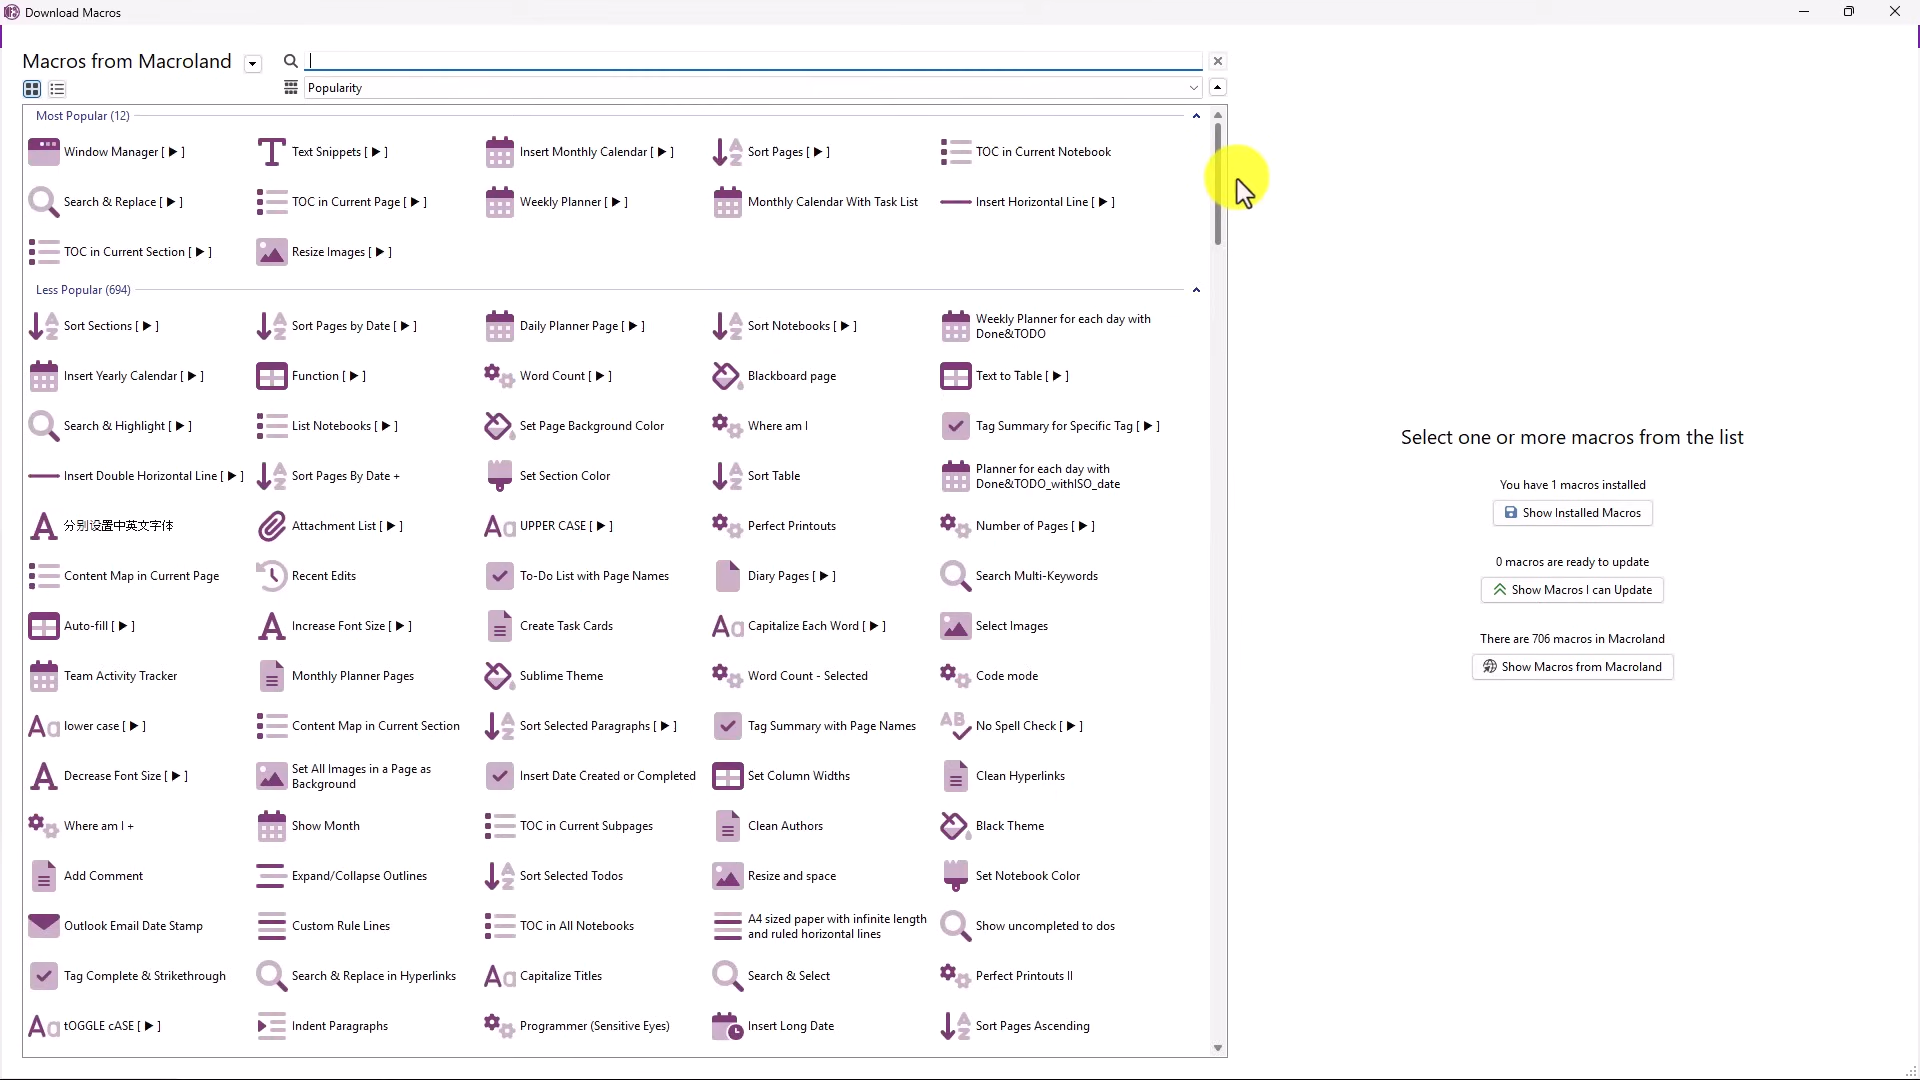 Download Macros
Macros from Macroland
Popularity
Most Popular (12)
Window Manager [ ▶ ]
Text Snippets [ ▶ ]
Insert Monthly Calendar [ ▶ ]
Sort Pages [ ▶ ]
TOC in Current Notebook
Search & Replace [ ▶ ]
TOC in Current Page [ ▶ ]
Weekly Planner [ ▶ ]
Monthly Calendar With Task List
Insert Horizontal Line [ ▶ ]
TOC in Current Section [ ▶ ]
Resize Images [ ▶ ]
Less Popular (694)
Sort Sections [ ▶ ]
Sort Pages by Date [ ▶ ]
Daily Planner Page [ ▶ ]
Sort Notebooks [ ▶ ]
Weekly Planner for each day with
Done&TODO
Insert Yearly Calendar [ ▶ ]
Function [ ▶ ]
Word Count [ ▶ ]
Blackboard page
Text to Table [ ▶ ]
Search & Highlight [ ▶ ]
List Notebooks [ ▶ ]
Set Page Background Color
Where am I
Tag Summary for Specific Tag [ ▶ ]
Insert Double Horizontal Line [ ▶ ]
Sort Pages By Date +
Set Section Color
Sort Table
Planner for each day with
Done&TODO_withISO_date
分别设置中英文字体
Attachment List [ ▶ ]
UPPER CASE [ ▶ ]
Perfect Printouts
Number of Pages [ ▶ ]
Content Map in Current Page
Recent Edits
To-Do List with Page Names
Diary Pages [ ▶ ]
Search Multi-Keywords
Auto-fill [ ▶ ]
Increase Font Size [ ▶ ]
Create Task Cards
Capitalize Each Word [ ▶ ]
Select Images
Team Activity Tracker
Monthly Planner Pages
Sublime Theme
Word Count - Selected
Code mode
lower case [ ▶ ]
Content Map in Current Section
Sort Selected Paragraphs [ ▶ ]
Tag Summary with Page Names
No Spell Check [ ▶ ]
Decrease Font Size [ ▶ ]
Set All Images in a Page as
Background
Insert Date Created or Completed
Set Column Widths
Clean Hyperlinks
Where am I +
Show Month
TOC in Current Subpages
Clean Authors
Black Theme
Add Comment
Expand/Collapse Outlines
Sort Selected Todos
Resize and space
Set Notebook Color
Outlook Email Date Stamp
Custom Rule Lines
TOC in All Notebooks
A4 sized paper with infinite length
and ruled horizontal lines
Show uncompleted to dos
Tag Complete & Strikethrough
Search & Replace in Hyperlinks
Capitalize Titles
Search & Select
Perfect Printouts II
tOGGLE cASE [ ▶ ]
Indent Paragraphs
Programmer (Sensitive Eyes)
Insert Long Date
Sort Pages Ascending
Select one or more macros from the list
You have 1 macros installed
Show Installed Macros
0 macros are ready to update
Show Macros I can Update
There are 706 macros in Macroland
Show Macros from Macroland